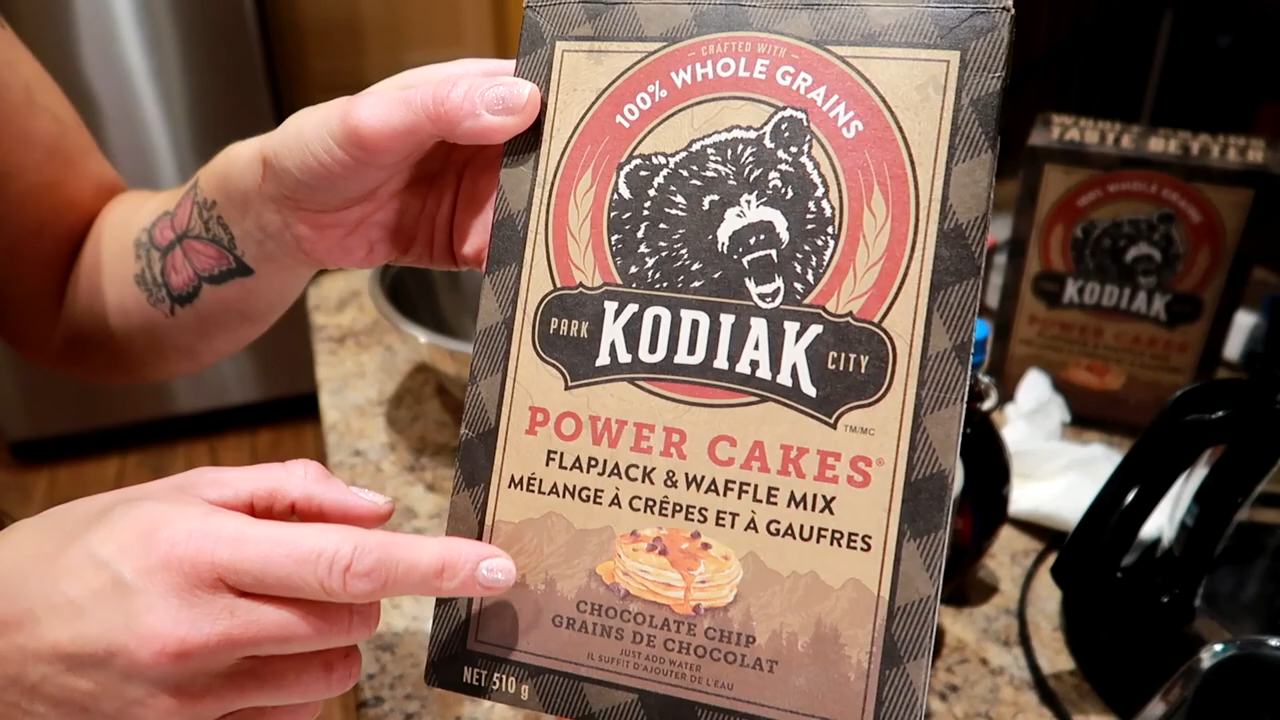 CRAFTED WITH
100% WHOLE GRAINS
PARK KODIAK CITY
TM/MC
POWER CAKES®
FLAPJACK & WAFFLE MIX
MÉLANGE À CRÊPES ET À GAUFRES
CHOCOLATE CHIP
GRAINS DE CHOCOLAT
JUST ADD WATER
IL SUFFIT D'AJOUTER DE L'EAU
NET 510 g
TASTE BETTER
100% WHOLE GRAINS
KODIAK
POWER CAKES